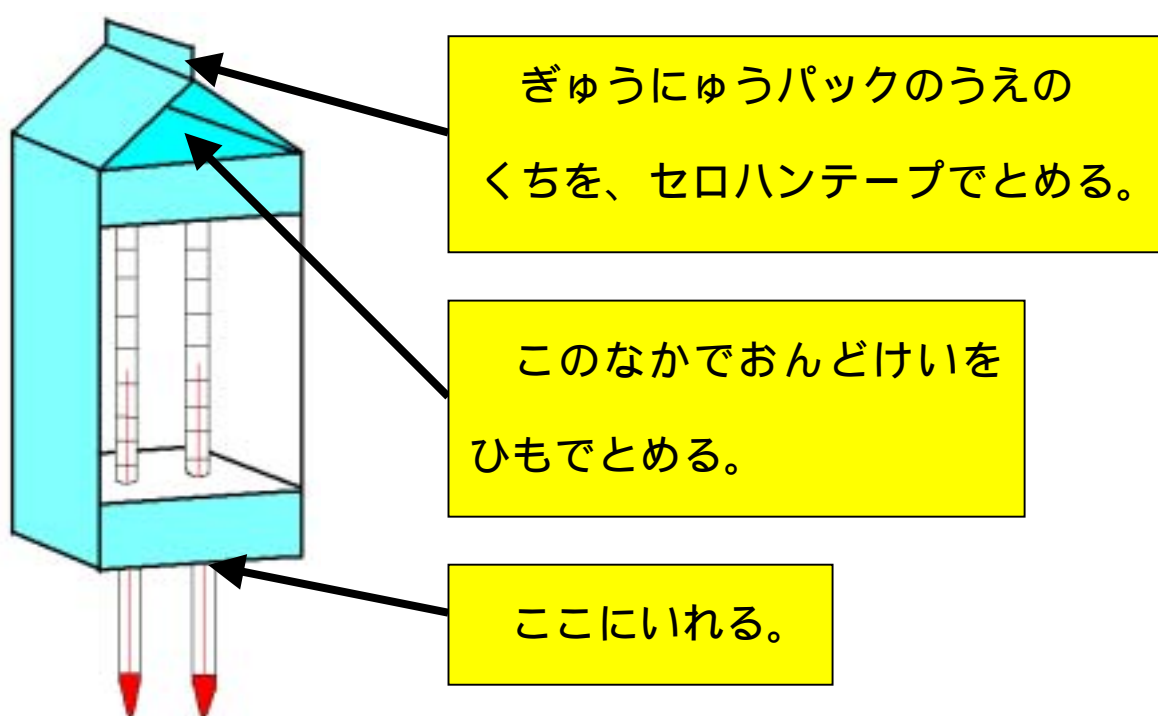 ぎゅうにゅうパックのうえの
くちを、セロハンテープでとめる。
このなかでおんどけいを
ひもでとめる。
ここにいれる。